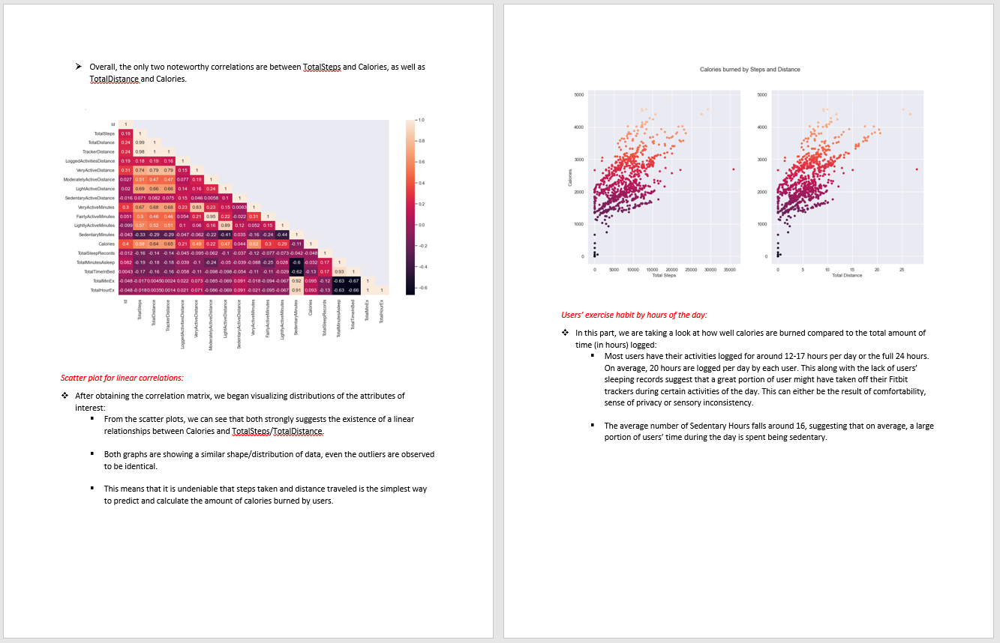 ➢ Overall, the only two noteworthy correlations are between TotalSteps and Calories, as well as
TotalDistance and Calories.
Id 1
TotalSteps 0.19 1
TotalDistance 0.24 0.99 1
TrackerDistance 0.24 0.98 1 1
LoggedActivitiesDistance 0.19 0.18 0.19 0.16 1
VeryActiveDistance 0.31 0.74 0.79 0.79 0.15 1
ModeratelyActiveDistance 0.027 0.51 0.47 0.47 0.077 0.19 1
LightActiveDistance 0.02 0.69 0.66 0.66 0.14 0.16 0.24 1
SedentaryActiveDistance -0.016 0.071 0.082 0.075 0.15 0.046 0.0058 0.1 1
VeryActiveMinutes 0.3 0.67 0.68 0.68 0.23 0.83 0.23 0.15 0.0083 1
FairlyActiveMinutes 0.051 0.5 0.46 0.46 0.054 0.21 0.95 0.22 -0.022 0.31 1
LightlyActiveMinutes -0.099 0.57 0.52 0.51 0.1 0.06 0.16 0.89 0.12 0.052 0.15 1
SedentaryMinutes -0.043 -0.33 -0.29 -0.29 -0.047 -0.062 -0.22 -0.41 0.035 -0.16 -0.24 -0.44 1
Calories 0.4 0.59 0.64 0.65 0.21 0.49 0.22 0.47 0.044 0.62 0.3 0.29 -0.11 1
TotalSleepRecords -0.012 -0.16 -0.14 -0.14 -0.045 -0.095 -0.062 -0.1 -0.037 -0.12 -0.077 -0.073 -0.042 -0.048 1
TotalMinutesAsleep 0.082 -0.19 -0.18 -0.18 -0.039 -0.1 -0.24 -0.05 -0.039 -0.088 -0.25 -0.11 -0.6 -0.032 0.17 1
TotalTimeInBed 0.0043 -0.17 -0.16 -0.16 -0.058 -0.11 -0.098 -0.098 -0.054 -0.1 -0.11 -0.029 -0.62 -0.13 0.17 0.93 1
TotalMinEx -0.048 -0.017 0.0045 0.0024 0.022 0.073 -0.085 -0.069 0.091 -0.018 -0.094 -0.067 0.92 0.095 -0.12 -0.63 -0.67 1
TotalHourEx -0.048 -0.018 0.0035 0.0014 0.021 0.071 -0.086 -0.069 0.091 -0.021 -0.095 -0.067 0.91 0.093 -0.13 -0.63 -0.66 1 1
Id TotalSteps TotalDistance TrackerDistance LoggedActivitiesDistance VeryActiveDistance ModeratelyActiveDistance LightActiveDistance SedentaryActiveDistance VeryActiveMinutes FairlyActiveMinutes LightlyActiveMinutes SedentaryMinutes Calories TotalSleepRecords TotalMinutesAsleep TotalTimeInBed TotalMinEx TotalHourEx
1.0
0.8
0.6
0.4
0.2
0.0
-0.2
-0.4
-0.6
Scatter plot for linear correlations:
❖ After obtaining the correlation matrix, we began visualizing distributions of the attributes of
interest:
▪ From the scatter plots, we can see that both strongly suggests the existence of a linear
relationships between Calories and TotalSteps/TotalDistance.
▪ Both graphs are showing a similar shape/distribution of data, even the outliers are observed
to be identical.
▪ This means that it is undeniable that steps taken and distance traveled is the simplest way
to predict and calculate the amount of calories burned by users.
Calories burned by Steps and Distance
5000
4000
3000
2000
1000
0
Calories
0 5000 10000 15000 20000 25000 30000 35000
Total Steps
5000
4000
3000
2000
1000
0
0 5 10 15 20 25
Total Distance
Users’ exercise habit by hours of the day:
❖ In this part, we are taking a look at how well calories are burned compared to the total amount of
time (in hours) logged:
▪ Most users have their activities logged for around 12-17 hours per day or the full 24 hours.
On average, 20 hours are logged per day by each user. This along with the lack of users’
sleeping records suggest that a great portion of user might have taken off their Fitbit
trackers during certain activities of the day. This can either be the result of comfortability,
sense of privacy or sensory inconsistency.
▪ The average number of Sedentary Hours falls around 16, suggesting that on average, a large
portion of users’ time during the day is spent being sedentary.